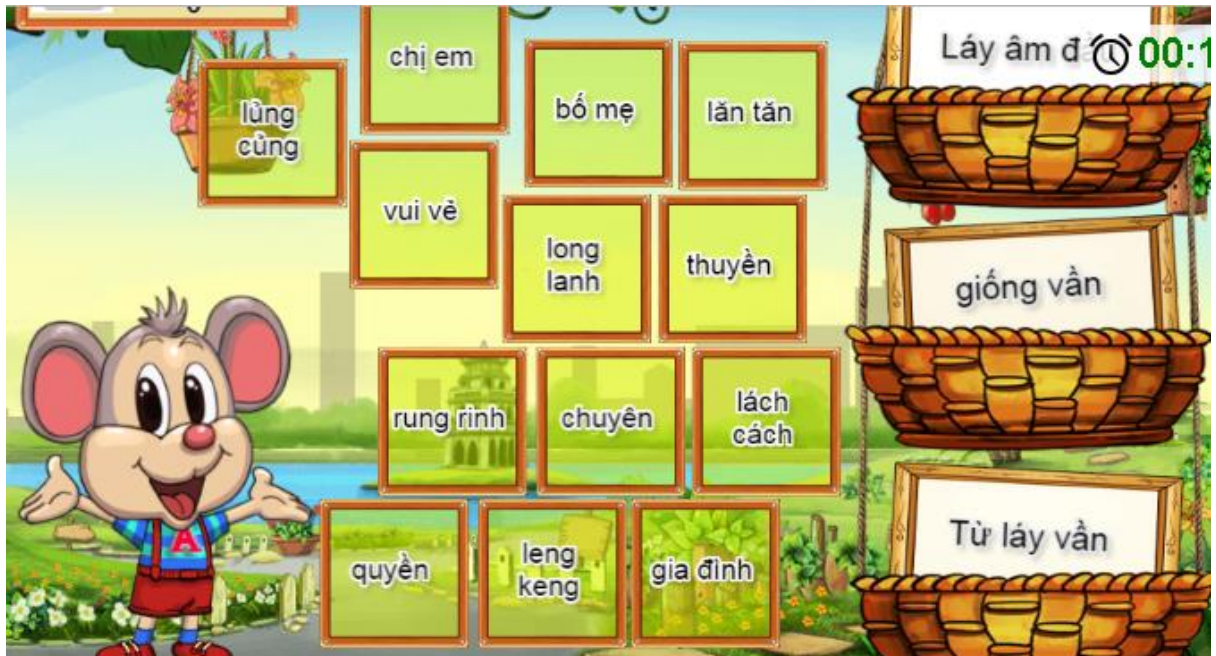 chị em
lủng
củng
bố mẹ
lăn tăn
vui vẻ
long
lanh
thuyền
rung rinh
chuyên
lách
cách
quyền
leng
keng
gia đình
Láy âm
00:1
giống vần
Từ láy vần
A